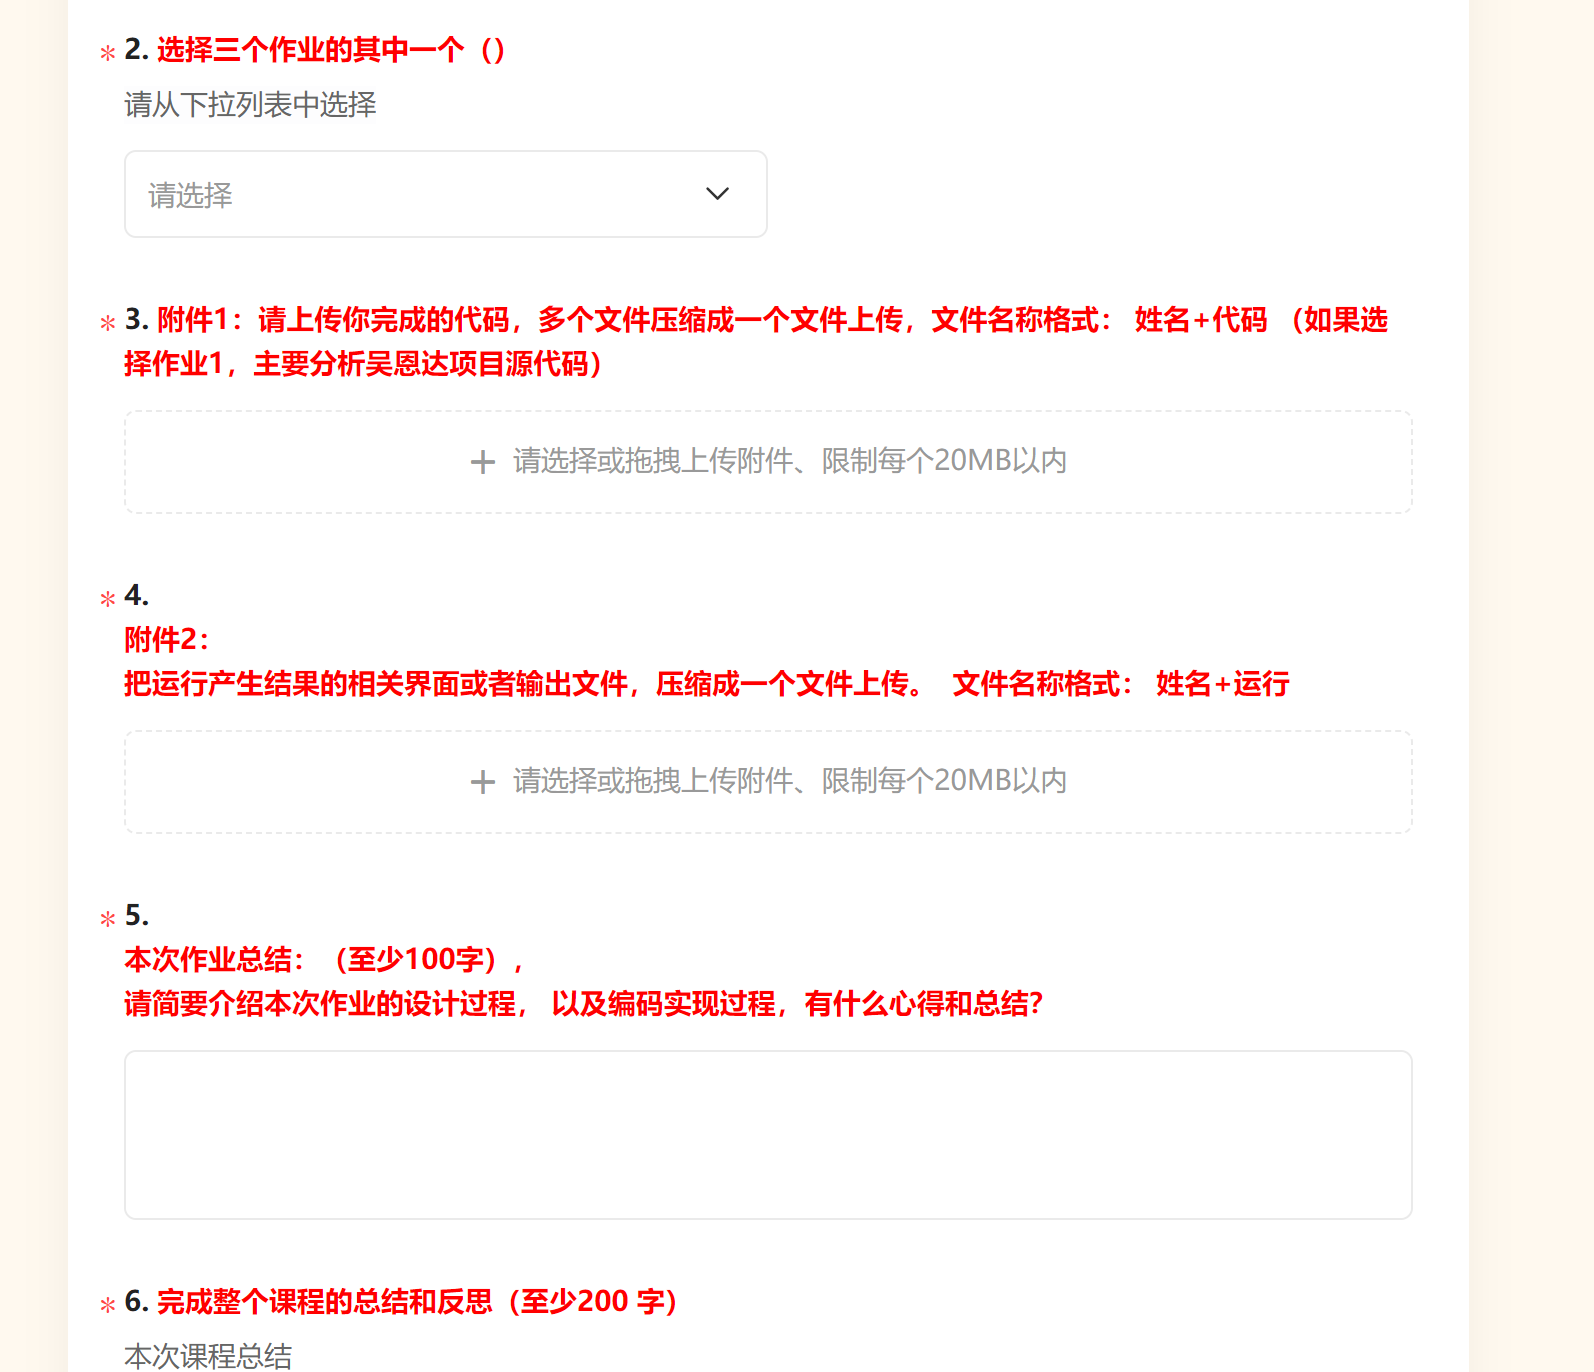 * 2. 选择三个作业的其中一个（）
请从下拉列表中选择
请选择
* 3. 附件1：请上传你完成的代码，多个文件压缩成一个文件上传，文件名称格式： 姓名+代码 （如果选
择作业1，主要分析吴恩达项目源代码）
+ 请选择或拖拽上传附件、限制每个20MB以内
* 4.
附件2：
把运行产生结果的相关界面或者输出文件，压缩成一个文件上传。 文件名称格式： 姓名+运行
+ 请选择或拖拽上传附件、限制每个20MB以内
* 5.
本次作业总结：（至少100字），
请简要介绍本次作业的设计过程， 以及编码实现过程，有什么心得和总结？
* 6. 完成整个课程的总结和反思（至少200 字）
本次课程总结